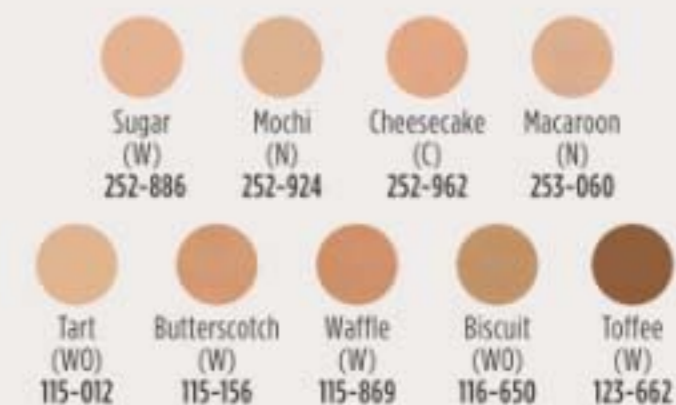 Sugar
(W)
252-886
Mochi
(N)
252-924
Cheesecake
(C)
252-962
Macaroon
(N)
253-060
Tart
(WO)
115-012
Butterscotch
(W)
115-156
Waffle
(W)
115-869
Biscuit
(WO)
116-650
Toffee
(W)
123-662